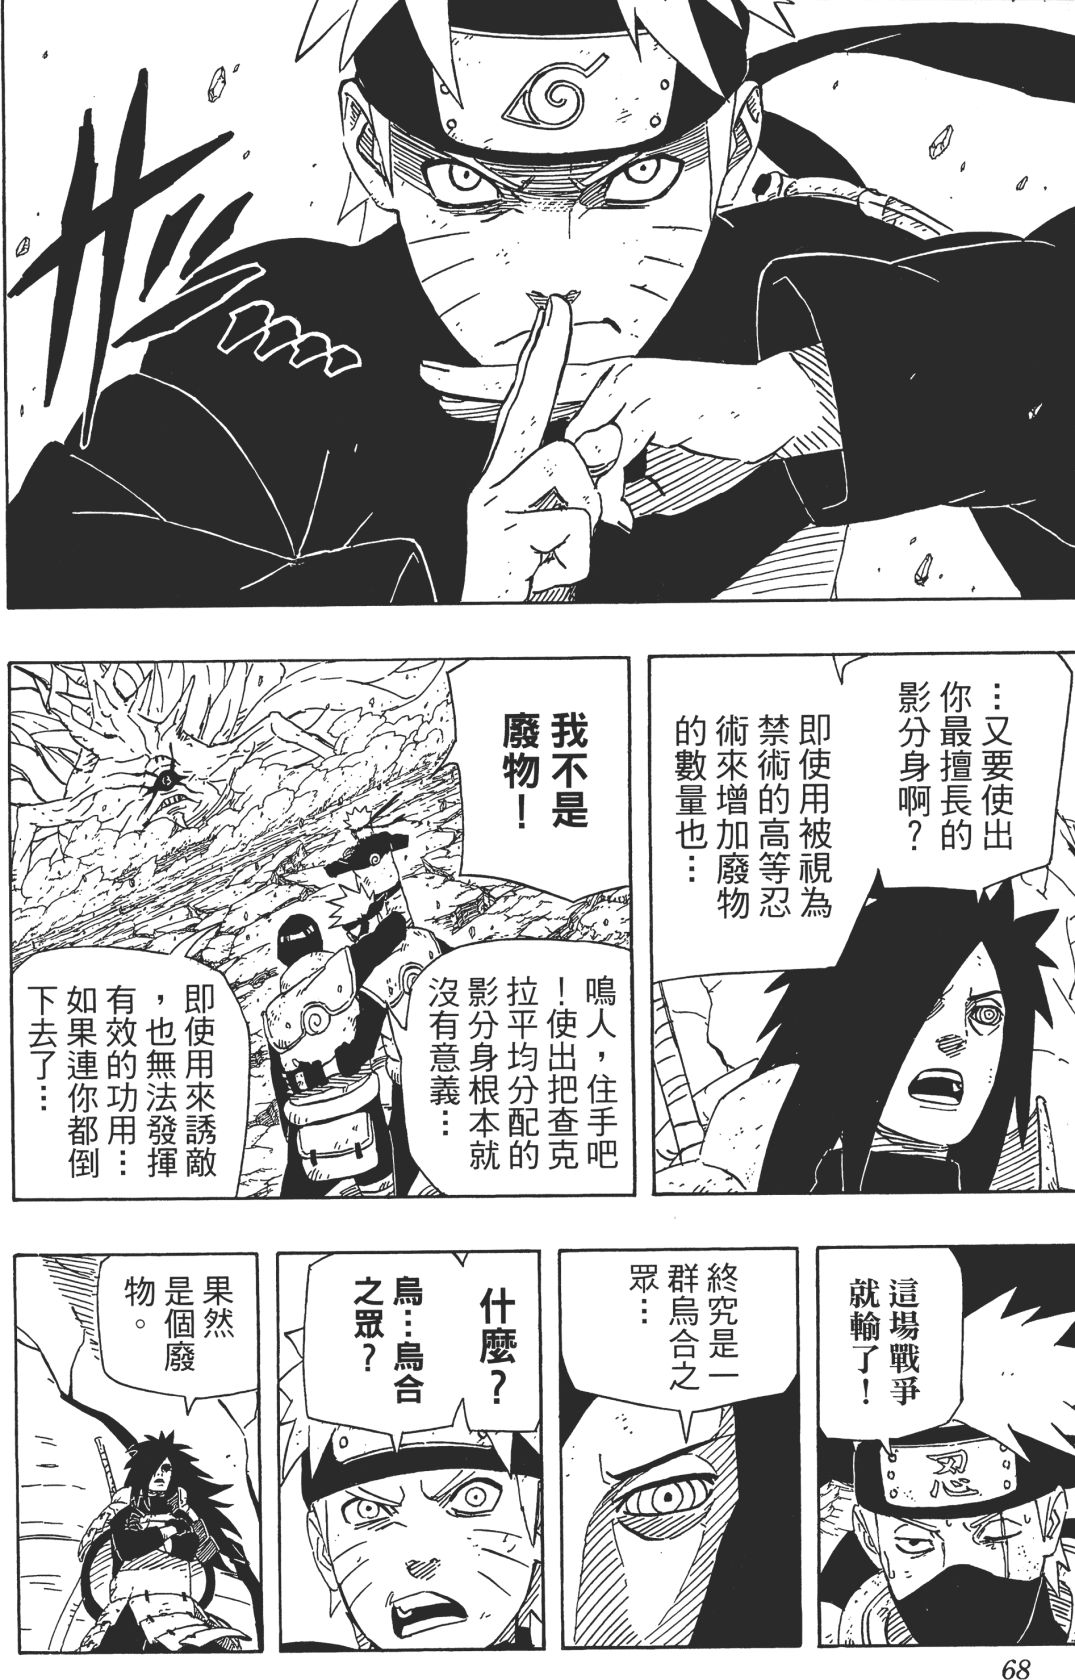 ザッ
…又要使出
你最擅長的
影分身啊?
即使用被視為
禁術的高等忍
術來增加廢物
的數量也…
我不是
廢物!
鳴人,住手吧
!使出把查克
拉平均分配的
影分身根本就
沒有意義…
即使用來誘敵
,也無法發揮
有效的功用…
如果連你都倒
下去了…
這場戰爭
就輸了!
忍
終究是一
群烏合之
眾…
什麼?
烏…烏合
之眾?
果然
是個廢
物。
68